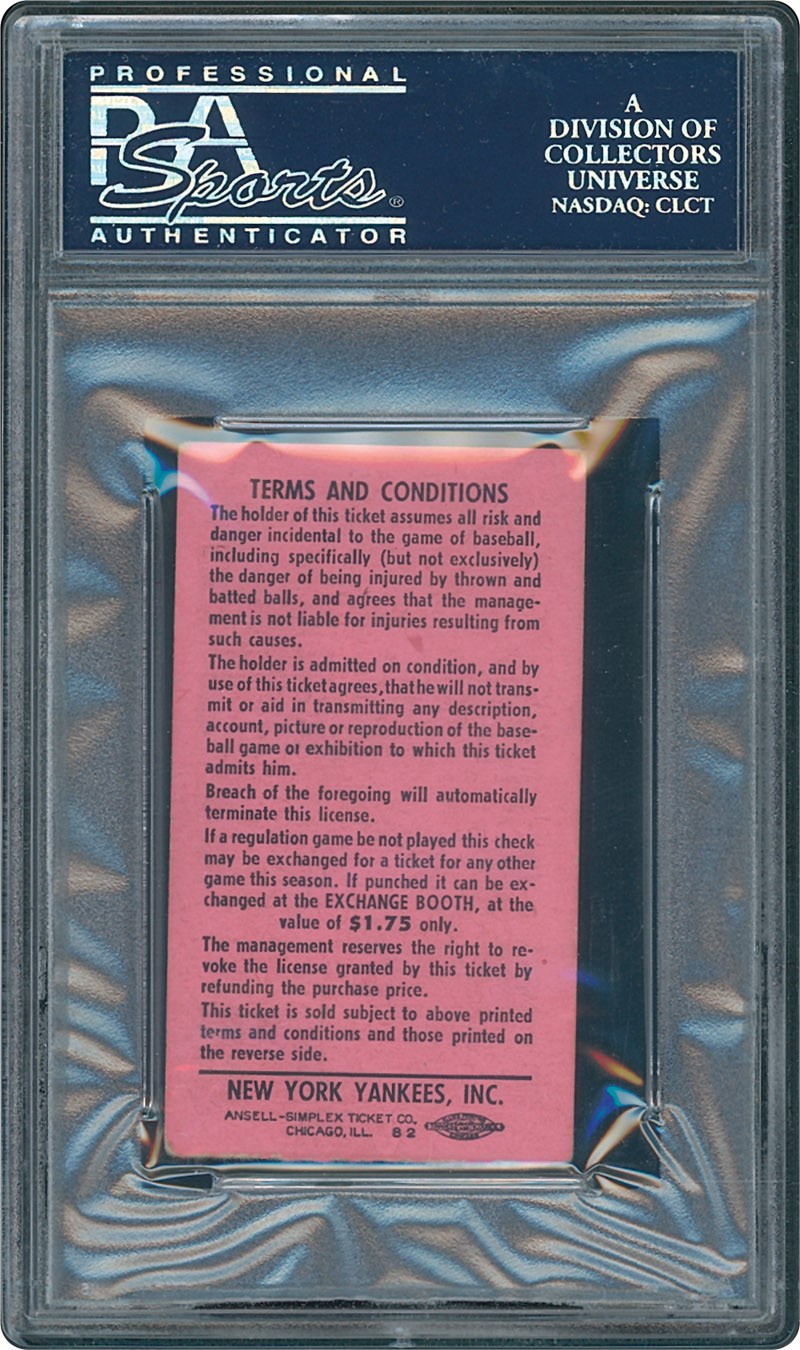 PROFESSIONAL
PSA
Sports®
AUTHENTICATOR
A
DIVISION OF
COLLECTORS
UNIVERSE
NASDAQ: CLCT
TERMS AND CONDITIONS
The holder of this ticket assumes all risk and
danger incidental to the game of baseball,
including specifically (but not exclusively)
the danger of being injured by thrown and
batted balls, and agrees that the manage-
ment is not liable for injuries resulting from
such causes.
The holder is admitted on condition, and by
use of this ticket agrees, that he will not trans-
mit or aid in transmitting any description,
account, picture or reproduction of the base-
ball game or exhibition to which this ticket
admits him.
Breach of the foregoing will automatically
terminate this license.
If a regulation game be not played this check
may be exchanged for a ticket for any other
game this season. If punched it can be ex-
changed at the EXCHANGE BOOTH, at the
value of $1.75 only.
The management reserves the right to re-
voke the license granted by this ticket by
refunding the purchase price.
This ticket is sold subject to above printed
terms and conditions and those printed on
the reverse side.
NEW YORK YANKEES, INC.
ANSELL-SIMPLEX TICKET CO.
CHICAGO, ILL. 82